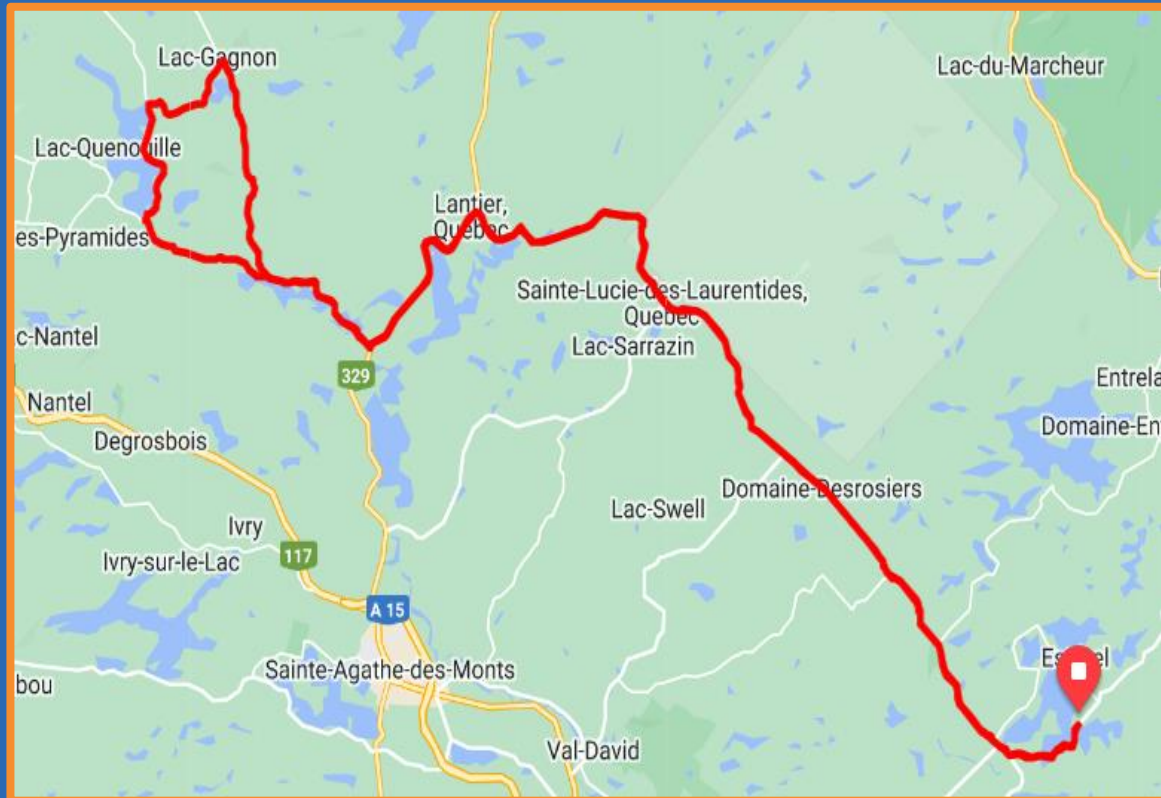 Lac-Gagnon
Lac-du-Marcheur
Lac-Quenouille
Lantier,
Quebec
es-Pyramides
Sainte-Lucie-des-Laurentides,
Quebec
c-Nantel
Lac-Sarrazin
329
Entrela
Nantel
Domaine-En
Degrosbois
Domaine-Desrosiers
Lac-Swell
Ivry
117
Ivry-sur-le-Lac
A 15
Sainte-Agathe-des-Monts
bou
Val-David